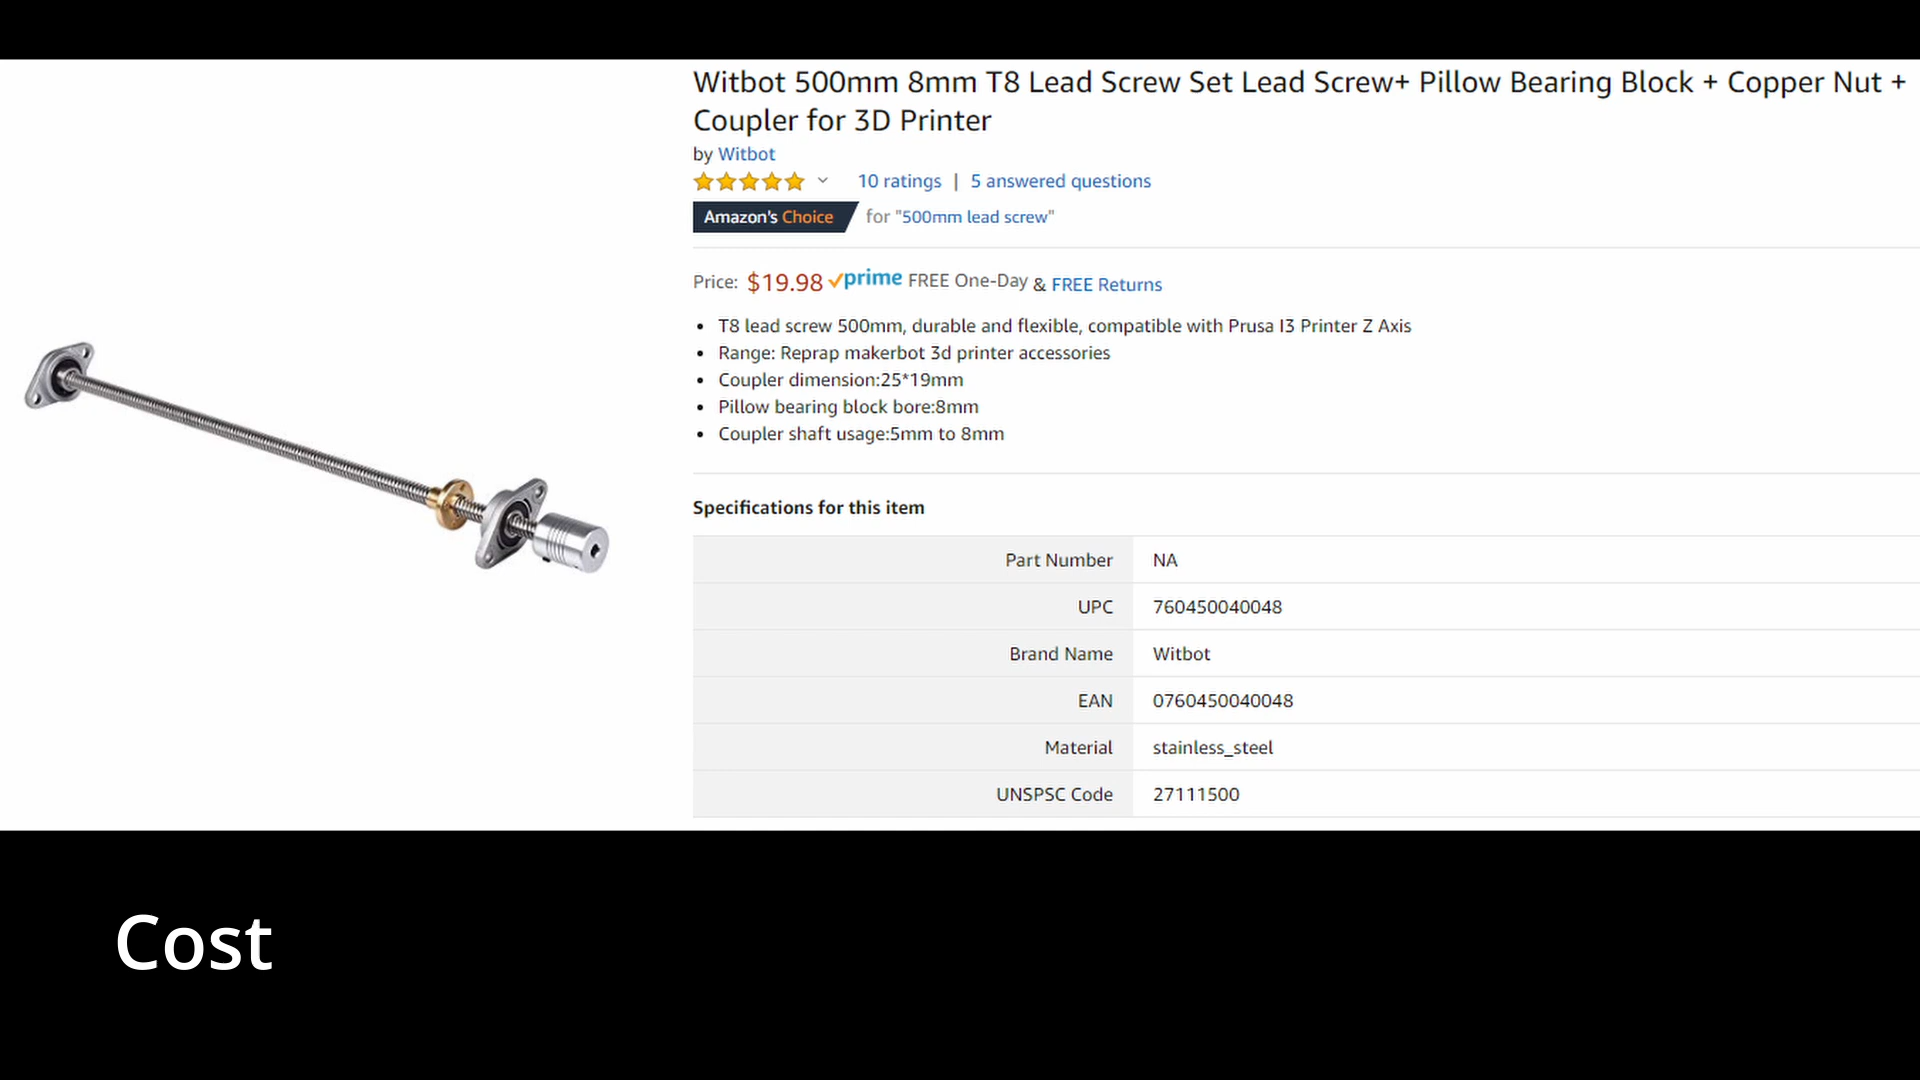 Witbot 500mm 8mm T8 Lead Screw Set Lead Screw+ Pillow Bearing Block + Copper Nut +
Coupler for 3D Printer
by Witbot
10 ratings | 5 answered questions
Amazon's Choice for "500mm lead screw"
Price: $19.98 prime FREE One-Day & FREE Returns
• T8 lead screw 500mm, durable and flexible, compatible with Prusa I3 Printer Z Axis
• Range: Reprap makerbot 3d printer accessories
• Coupler dimension:25*19mm
• Pillow bearing block bore:8mm
• Coupler shaft usage:5mm to 8mm
Specifications for this item
Part Number NA
UPC 760450040048
Brand Name Witbot
EAN 0760450040048
Material stainless_steel
UNSPSC Code 27111500
Cost